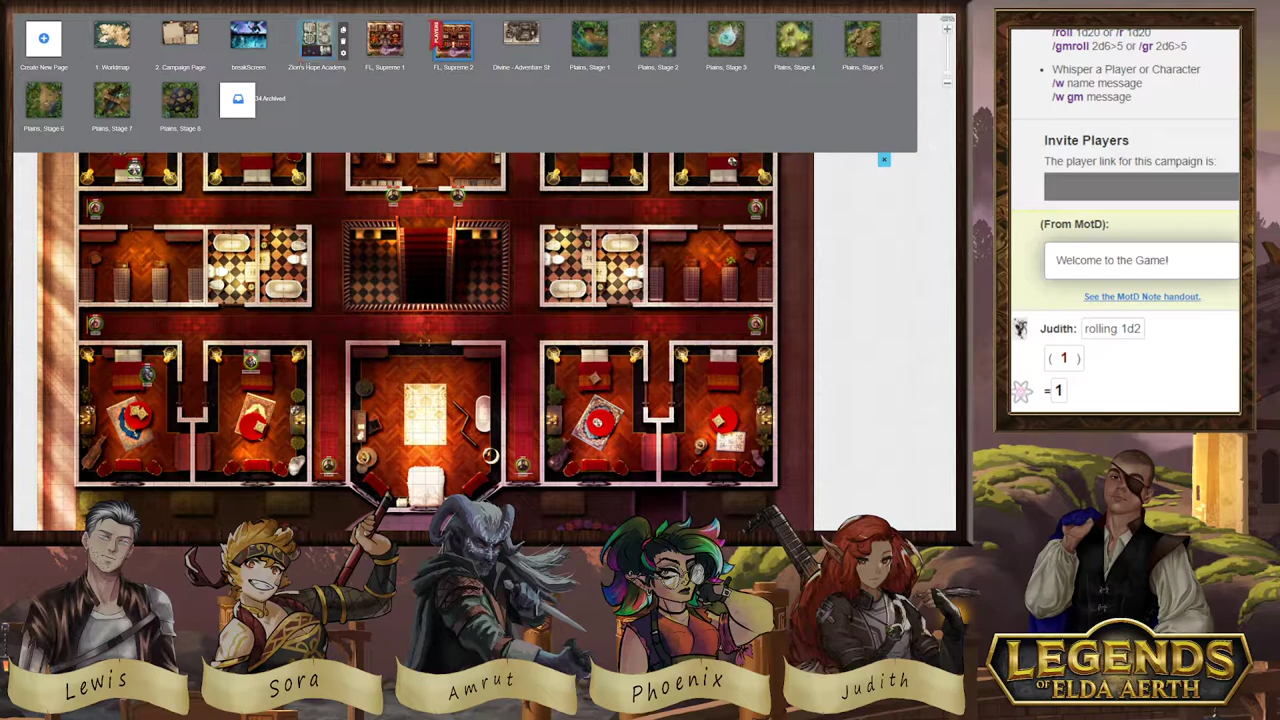 Create New Page
1. Worldmap
2. Campaign Page
breakScreen
Zion's Hope Academy
FL, Supreme 1
PLAYERS
FL, Supreme 2
Divine - Adventure St
Plains, Stage 1
Plains, Stage 2
Plains, Stage 3
Plains, Stage 4
Plains, Stage 5
Plains, Stage 6
Plains, Stage 7
Plains, Stage 8
34 Archived
/roll 1d20 or /r 1d20
/gmroll 2d6>5 or /gr 2d6>5
• Whisper a Player or Character
/w name message
/w gm message
Invite Players
The player link for this campaign is:
(From MotD):
Welcome to the Game!
See the MotD Note handout.
Judith: rolling 1d2
( 1 )
=1
Lewis
Sora
Amrut
Phoenix
Judith
LEGENDS
OF ELDA AERTH